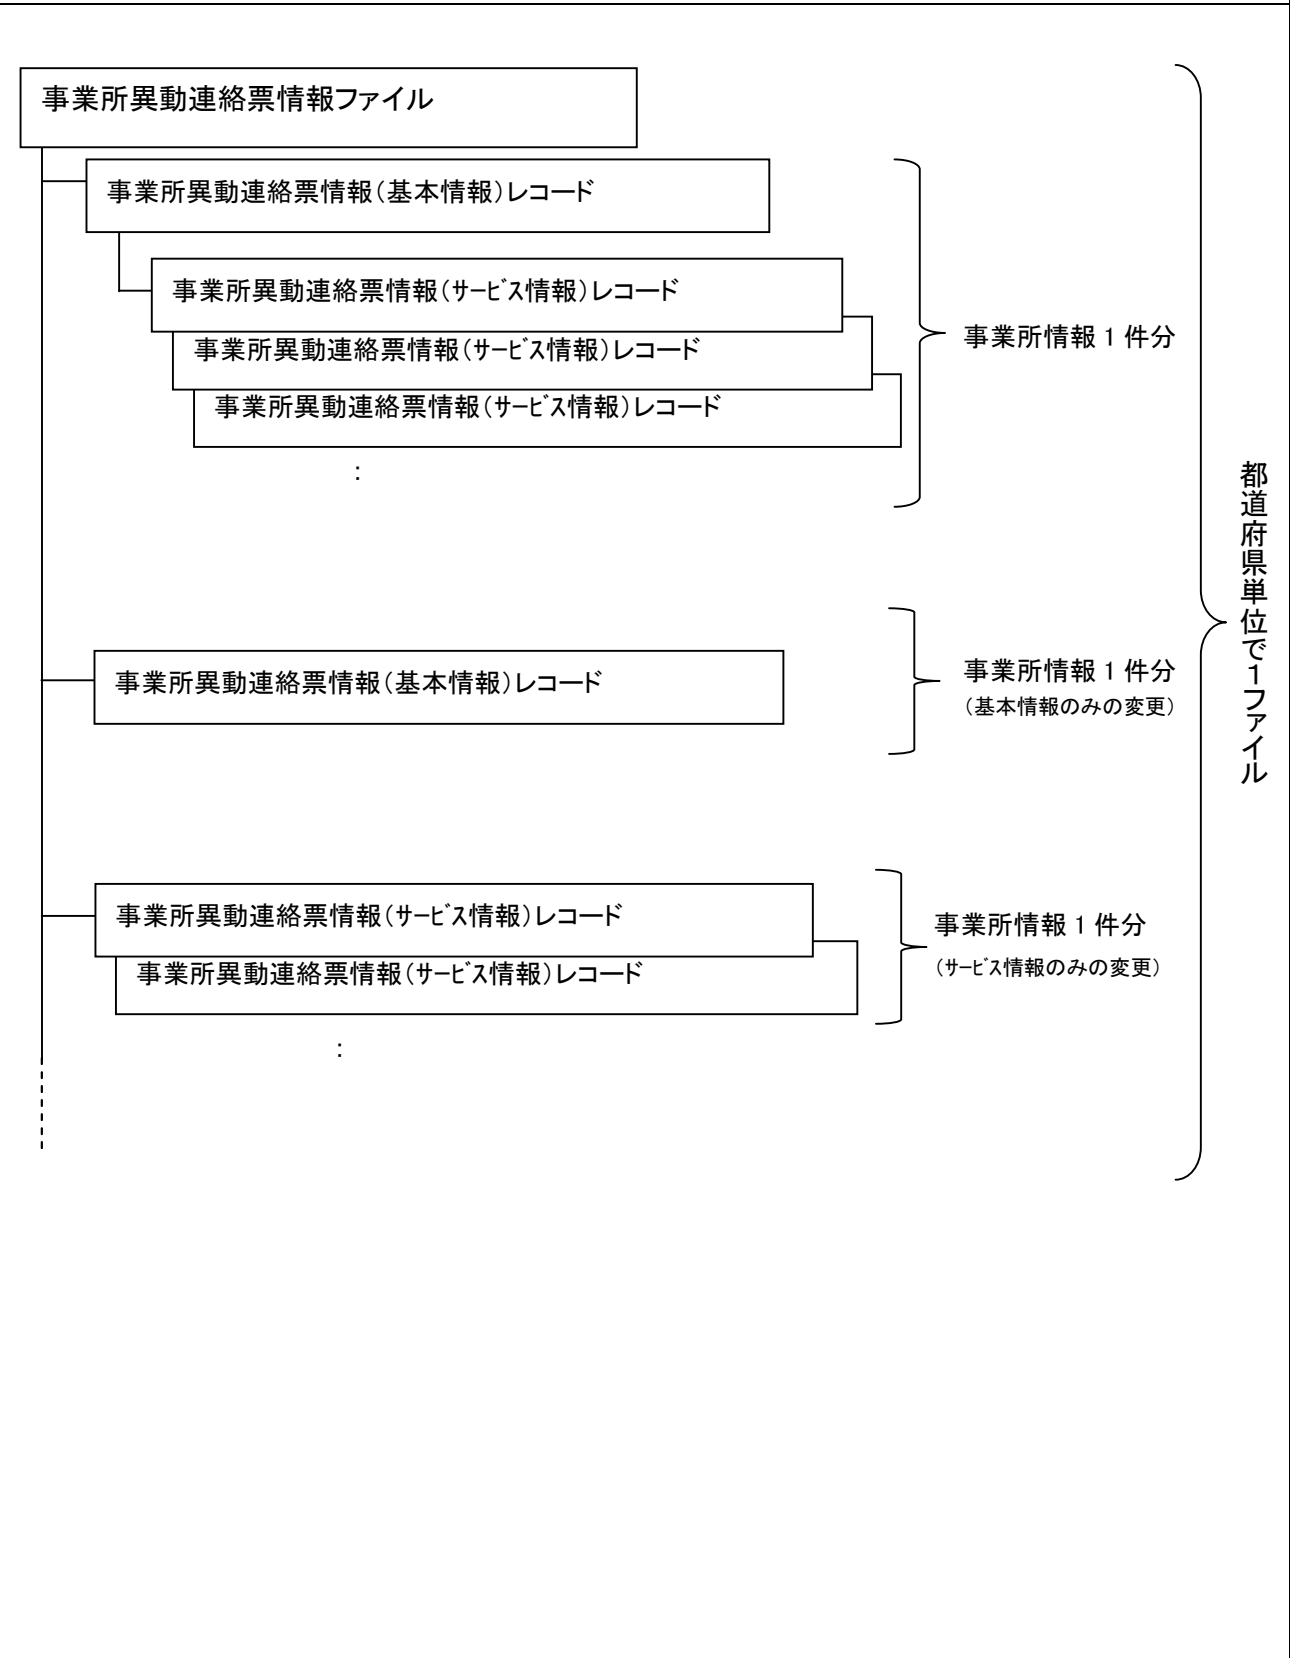 事業所異動連絡票情報ファイル
事業所異動連絡票情報（基本情報）レコード
事業所異動連絡票情報（ｻｰﾋﾞｽ情報）レコード
事業所異動連絡票情報（ｻｰﾋﾞｽ情報）レコード
事業所異動連絡票情報（ｻｰﾋﾞｽ情報）レコード
：
事業所情報１件分
事業所異動連絡票情報（基本情報）レコード
事業所情報１件分
（基本情報のみの変更）
事業所異動連絡票情報（ｻｰﾋﾞｽ情報）レコード
事業所異動連絡票情報（ｻｰﾋﾞｽ情報）レコード
：
事業所情報１件分
（ｻｰﾋﾞｽ情報のみの変更）
都道府県単位で１ファイル